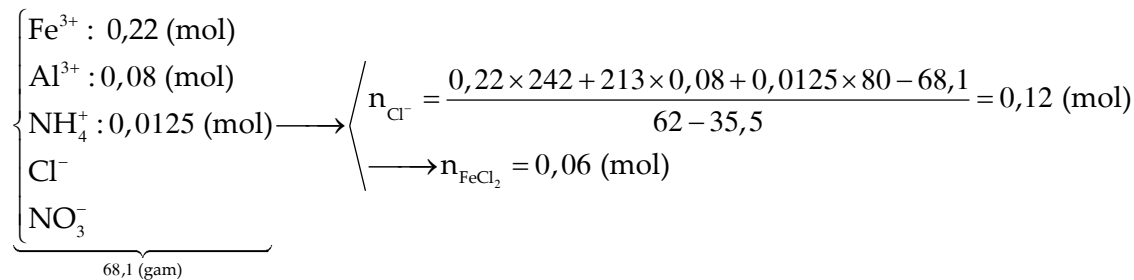 Fe³⁺ : 0,22 (mol)
Al³⁺ : 0,08 (mol)
NH₄⁺ : 0,0125 (mol)
Cl⁻
NO₃⁻
68,1 (gam)
n_Cl⁻ = (0,22 × 242 + 213 × 0,08 + 0,0125 × 80 − 68,1) / (62 − 35,5) = 0,12 (mol)
⟶ n_FeCl₂ = 0,06 (mol)